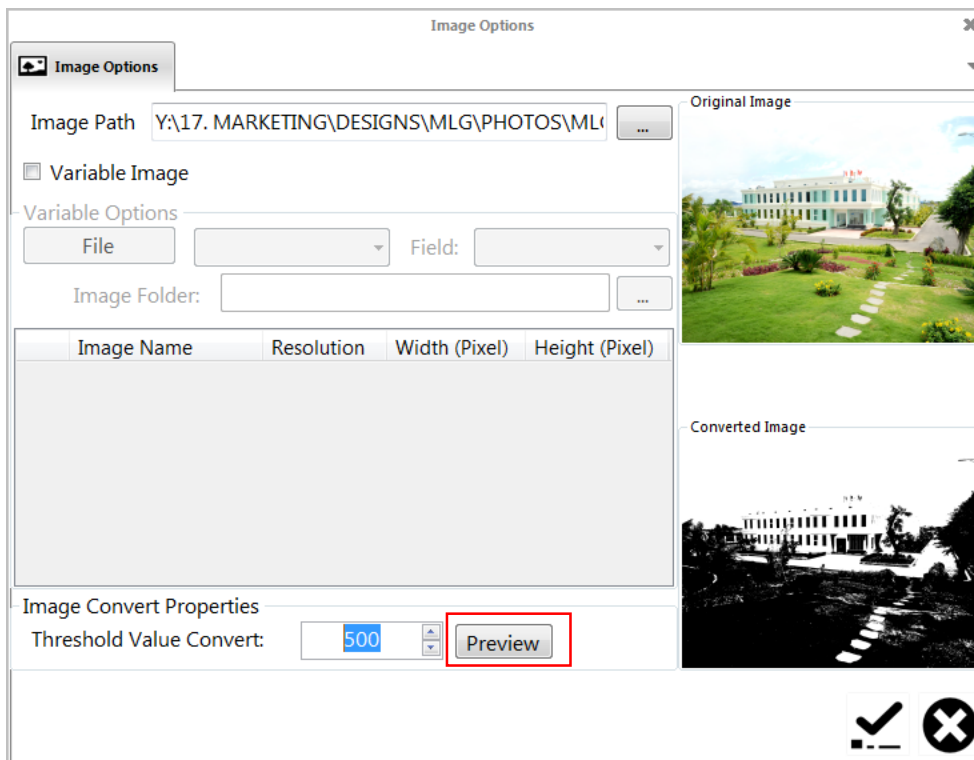 Image Options
Image Options
Image Path Y:\17. MARKETING\DESIGNS\MLG\PHOTOS\ML
...
Original Image
Variable Image
Variable Options
File
Field:
Image Folder:
...
Image Name Resolution Width (Pixel) Height (Pixel)
Converted Image
Image Convert Properties
Threshold Value Convert: 500 Preview